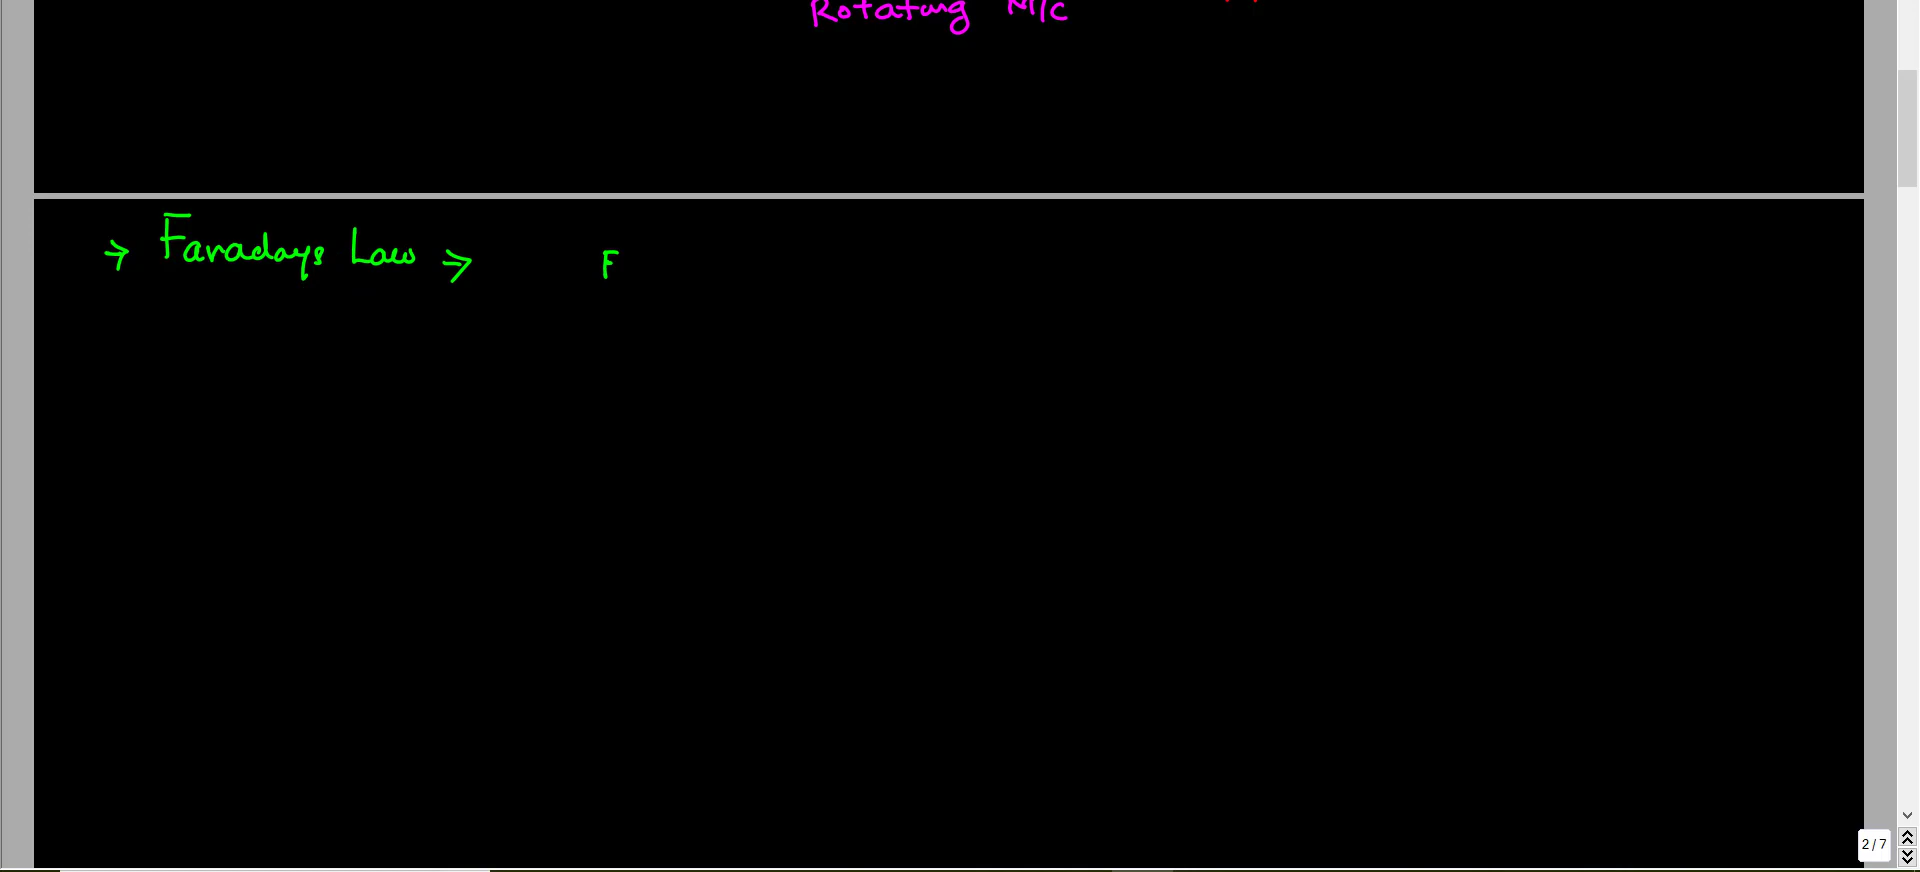 Rotating M/C
→ Faradays Law → F
2 / 7